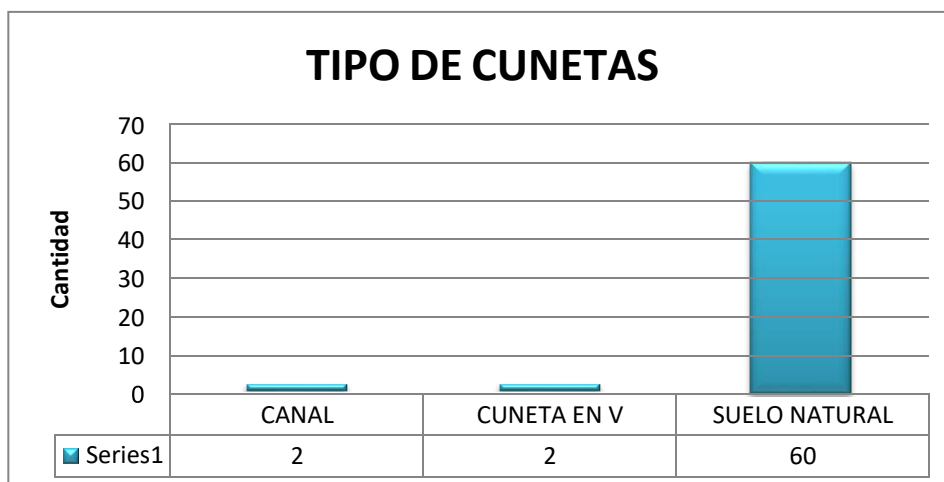 TIPO DE CUNETAS
Cantidad
70
60
50
40
30
20
10
0
CANAL CUNETA EN V SUELO NATURAL
Series1 2 2 60